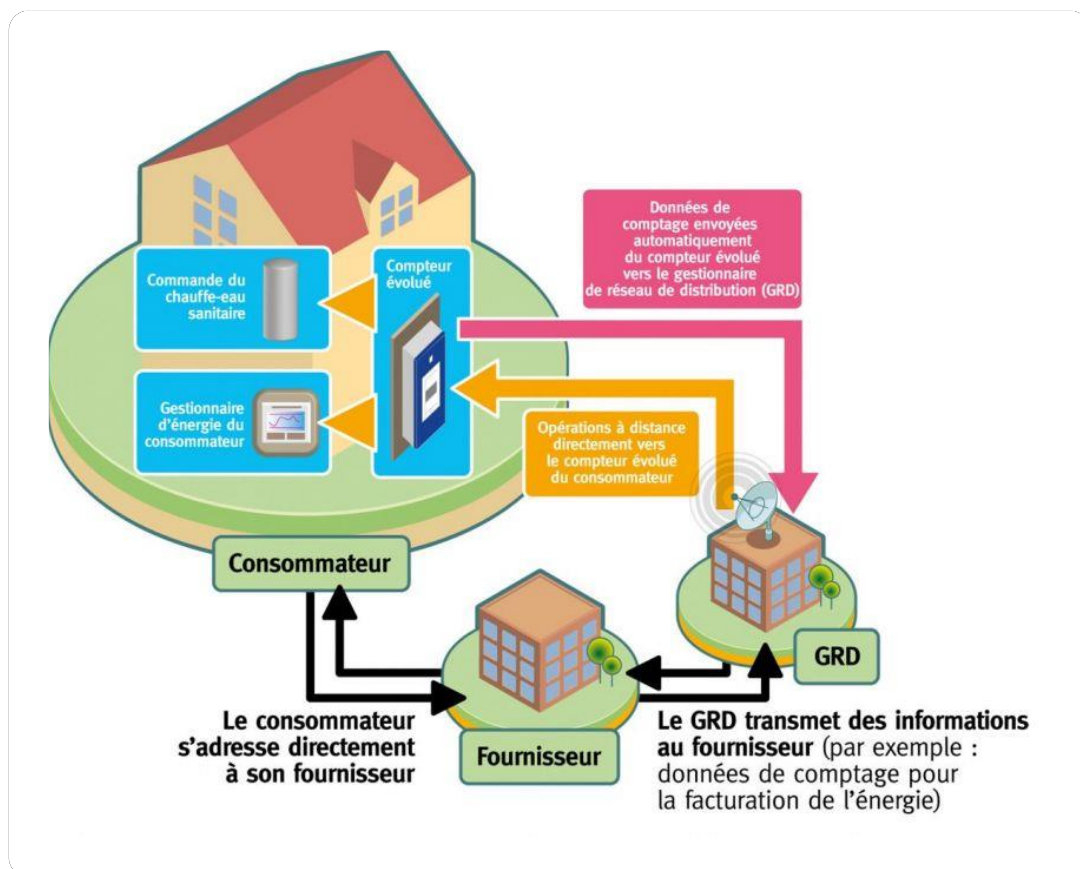 Données de
comptage envoyées
automatiquement
du compteur évolué
vers le gestionnaire
de réseau de distribution (GRD)
Commande du
chauffe-eau
sanitaire
Compteur
évolué
Gestionnaire
d'énergie du
consommateur
Opérations à distance
directement vers
le compteur évolué
du consommateur
Consommateur
GRD
Le consommateur
s'adresse directement
à son fournisseur
Fournisseur
Le GRD transmet des informations
au fournisseur (par exemple :
données de comptage pour
la facturation de l'énergie)